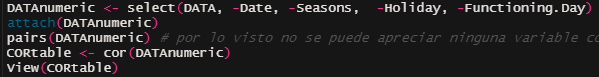 DATAnumeric <- select(DATA, -Date, -Seasons,  -Holiday, -Functioning.Day)
attach(DATAnumeric)
pairs(DATAnumeric) # por lo visto no se puede apreciar ninguna variable
CORtable <- cor(DATAnumeric)
View(CORtable)